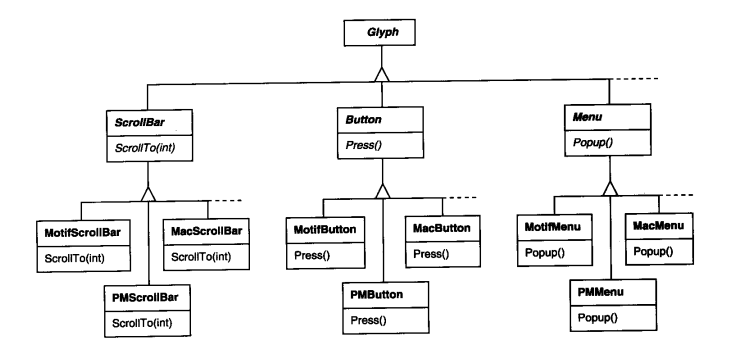 Glyph
ScrollBar
ScrollTo(int)
Button
Press()
Menu
Popup()
MotifScrollBar
ScrollTo(int)
MacScrollBar
ScrollTo(int)
PMScrollBar
ScrollTo(int)
MotifButton
Press()
MacButton
Press()
PMButton
Press()
MotifMenu
Popup()
MacMenu
Popup()
PMMenu
Popup()